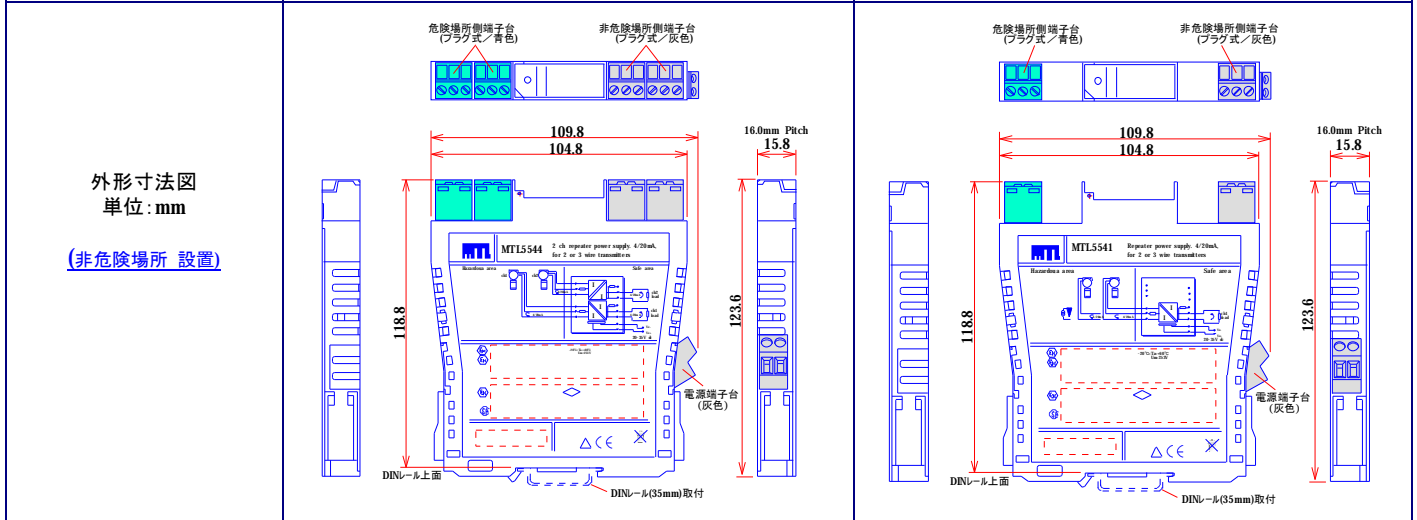 外形寸法図
単位:mm
(非危険場所 設置)
危険場所側端子台
(プラグ式/青色)
非危険場所側端子台
(プラグ式/灰色)
109.8
104.8
16.0mm Pitch
15.8
118.8
123.6
MTL5544
2 ch repeater power supply. 4/20mA,
for 2 or 3 wire transmitters
Hazardous area
Safe area
電源端子台
(灰色)
DINレール上面
DINレール(35mm)取付
危険場所側端子台
(プラグ式/青色)
非危険場所側端子台
(プラグ式/灰色)
109.8
104.8
16.0mm Pitch
15.8
118.8
123.6
MTL5541
Repeater power supply. 4/20mA,
for 2 or 3 wire transmitters
Hazardous area
Safe area
電源端子台
(灰色)
DINレール上面
DINレール(35mm)取付